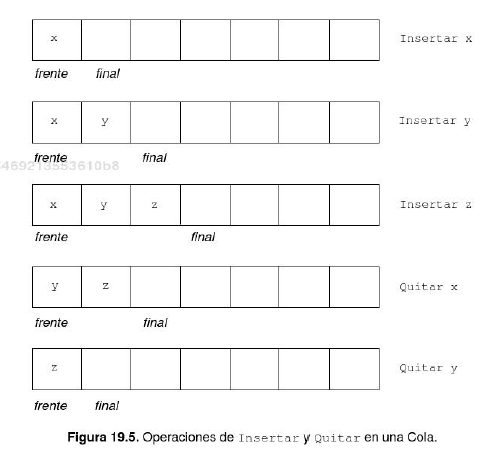 x Insertar x
frente final
x y Insertar y
frente final
469213553610b8
x y z Insertar z
frente final
y z Quitar x
frente final
z Quitar y
frente final
Figura 19.5. Operaciones de Insertar y Quitar en una Cola.